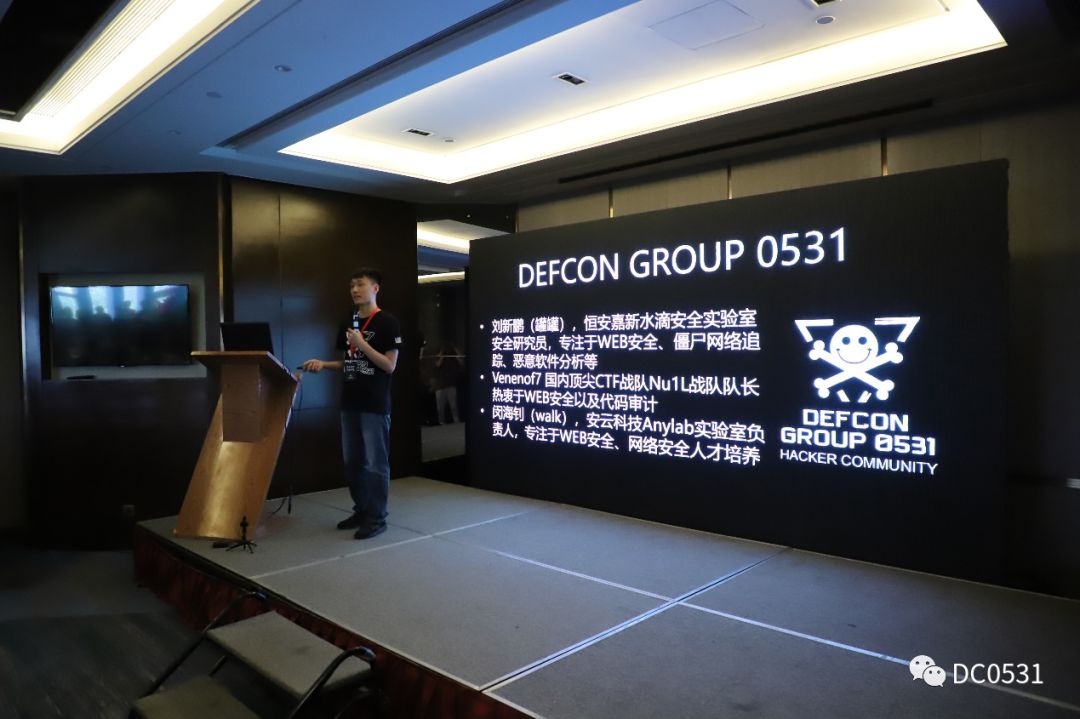 DEFCON GROUP 0531
• 刘新鹏（罐罐），恒安嘉新水滴安全实验室
安全研究员，专注于WEB安全、僵尸网络追
踪、恶意软件分析等
• Venenof7 国内顶尖CTF战队Nu1L战队队长
热衷于WEB安全以及代码审计
• 闵海钊（walk），安云科技Anylab实验室负
责人，专注于WEB安全、网络安全人才培养
DEFCON
GROUP 0531
HACKER COMMUNITY
DC0531